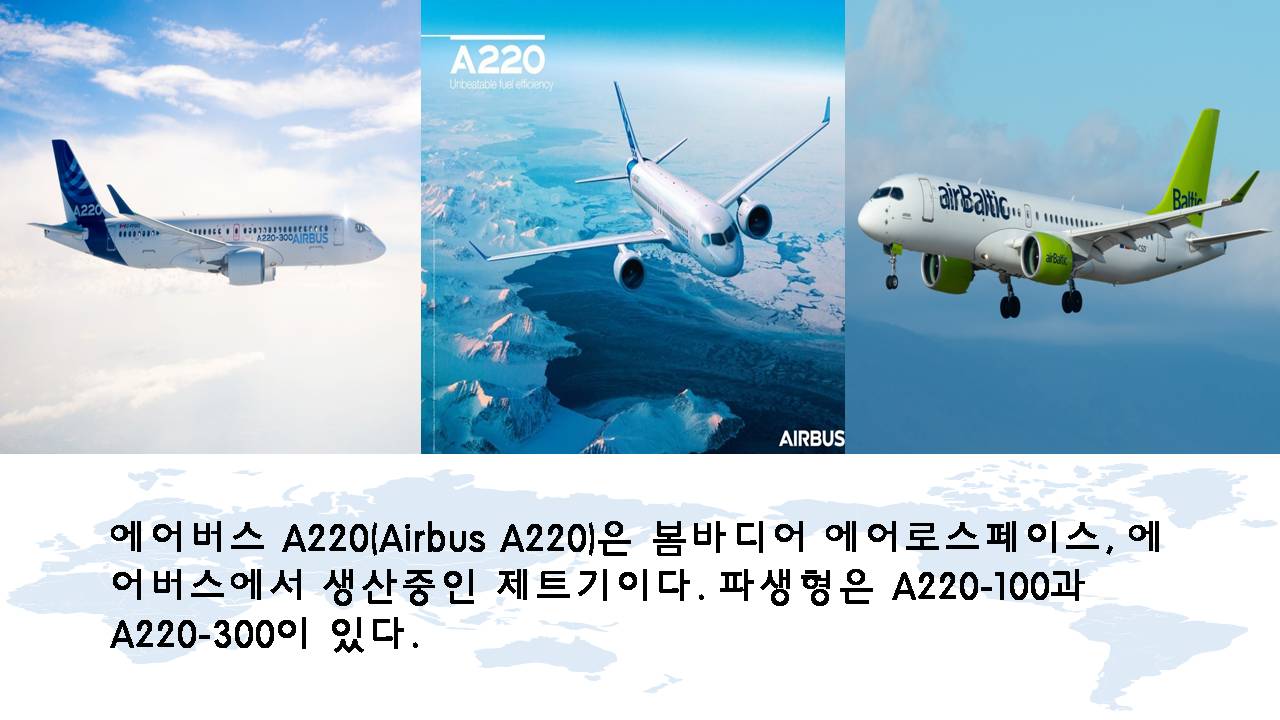 A220
Unbeatable fuel efficiency
A220
A220-300 AIRBUS
airBaltic
Baltic
airBaltic
AIRBUS
에어버스 A220(Airbus A220)은 봄바디어 에어로스페이스, 에
어버스에서 생산중인 제트기이다. 파생형은 A220-100과
A220-300이 있다.